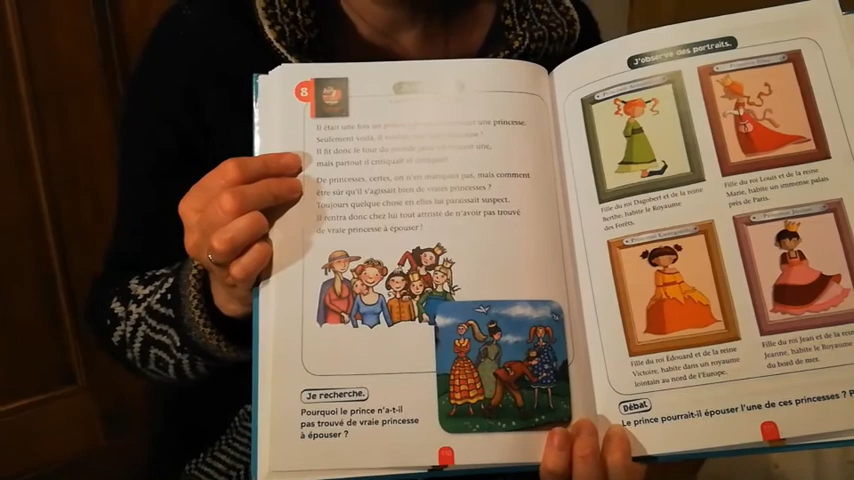 8
Il était une fois un prince qui voulait épouser une princesse.
Seulement voilà, il voulait une vraie princesse !
Il fit donc le tour du monde pour en trouver une,
mais partout il critiquait et critiquait.
De princesses, certes, on n'en manquait pas, mais comment
être sûr qu'il s'agissait bien de vraies princesses ?
Toujours quelque chose en elles lui paraissait suspect.
Il rentra donc chez lui tout attristé de n'avoir pas trouvé
de vraie princesse à épouser !
Je recherche.
Pourquoi le prince n'a-t-il
pas trouvé de vraie princesse
à épouser ?
J'observe des portraits.
Fille du roi Dagobert et de la reine
Berthe, habite le Royaume
des Forêts.
Fille du roi Louis et de la reine
Marie, habite un immense palais
près de Paris.
Fille du roi Édouard et de la reine
Victoire, habite dans un royaume
lointain au nord de l'Europe.
Fille du roi Jean et de la reine
Jeanne, habite le Royaume
du bord de mer.
Débat
Le prince pourrait-il épouser l'une de ces princesses ?